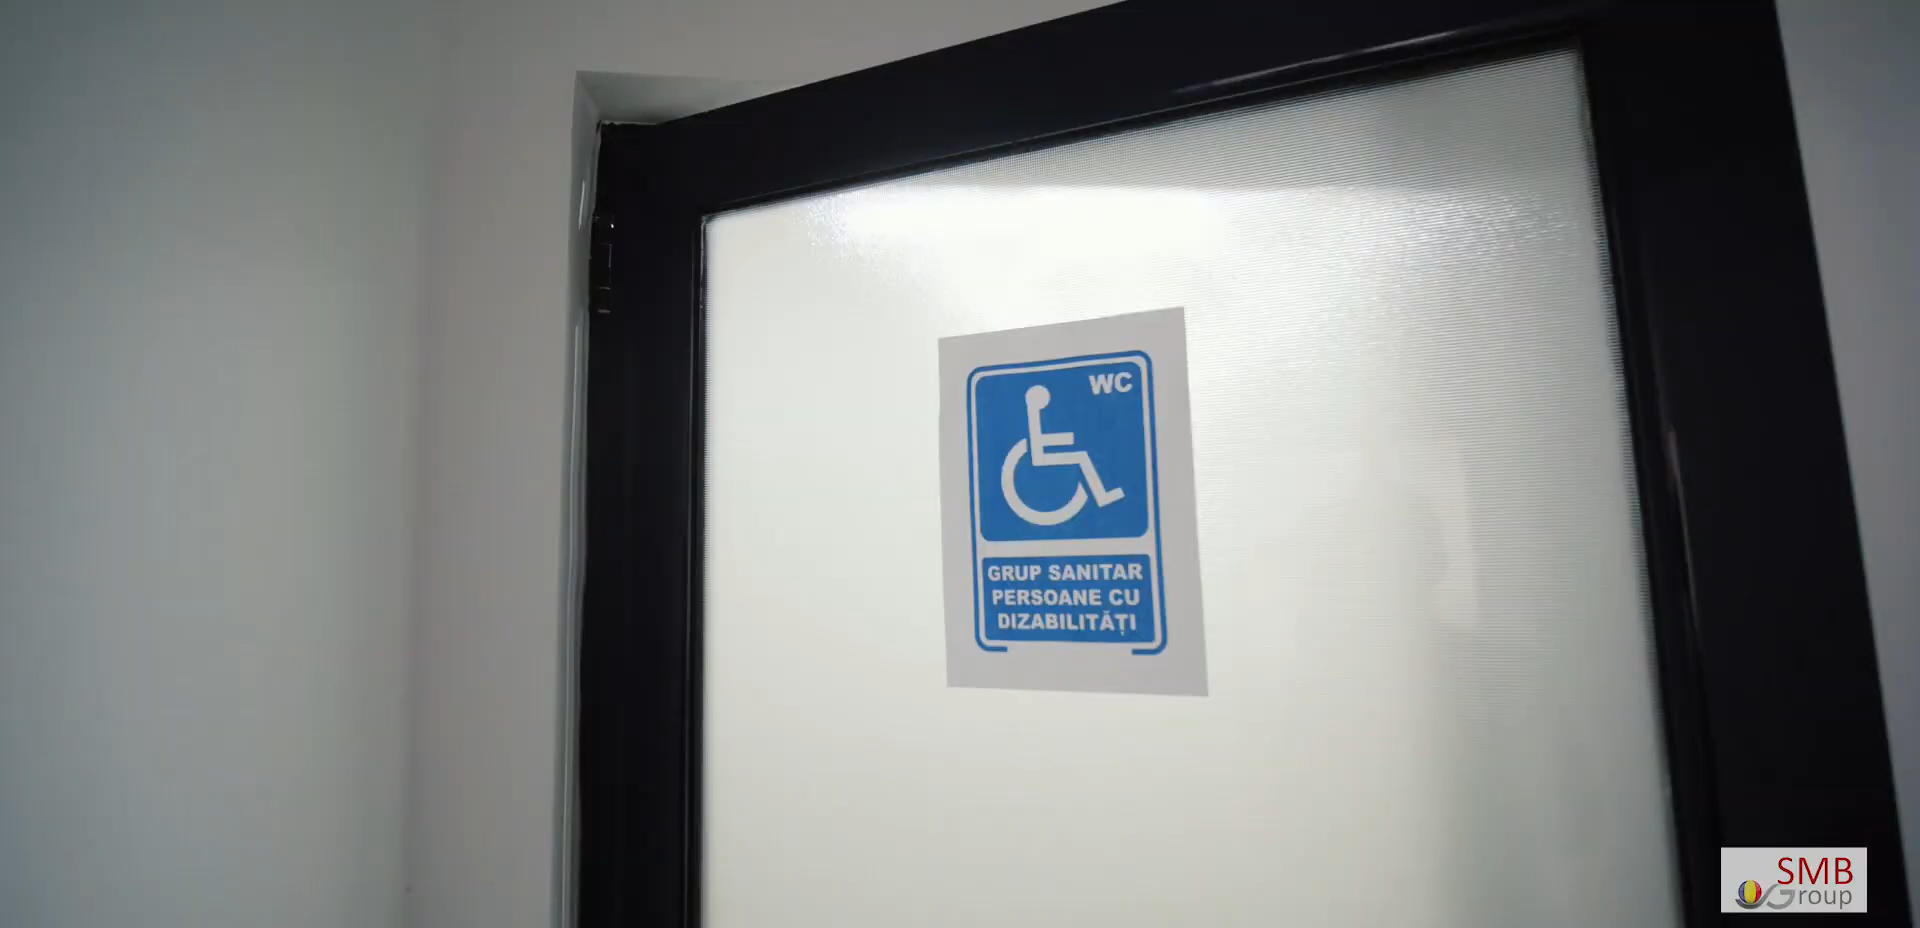 WC
GRUP SANITAR
PERSOANE CU
DIZABILITĂȚI
SMB
Group